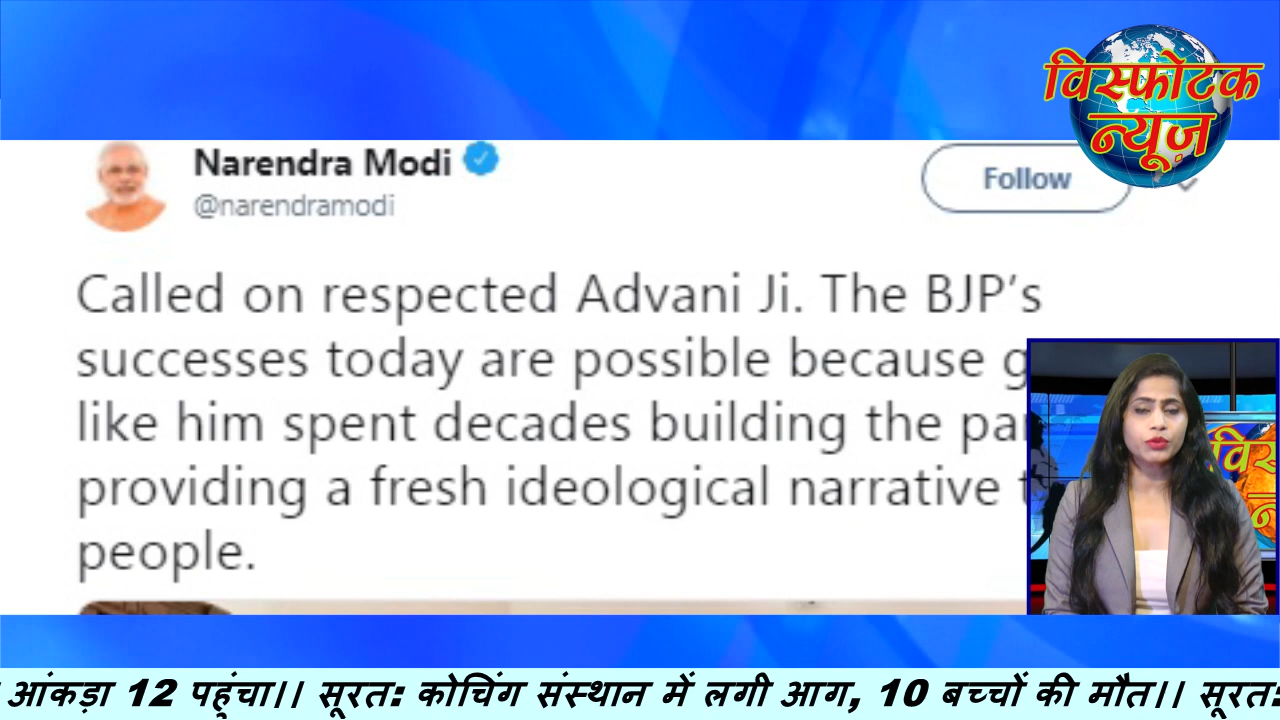 विस्फोटक
न्यूज़
Narendra Modi
@narendramodi
Follow
Called on respected Advani Ji. The BJP’s
successes today are possible because
like him spent decades building the
providing a fresh ideological narrative
people.
आंकड़ा 12 पहुंचा।। सूरत: कोचिंग संस्थान में लगी आग, 10 बच्चों की मौत।। सूरत: